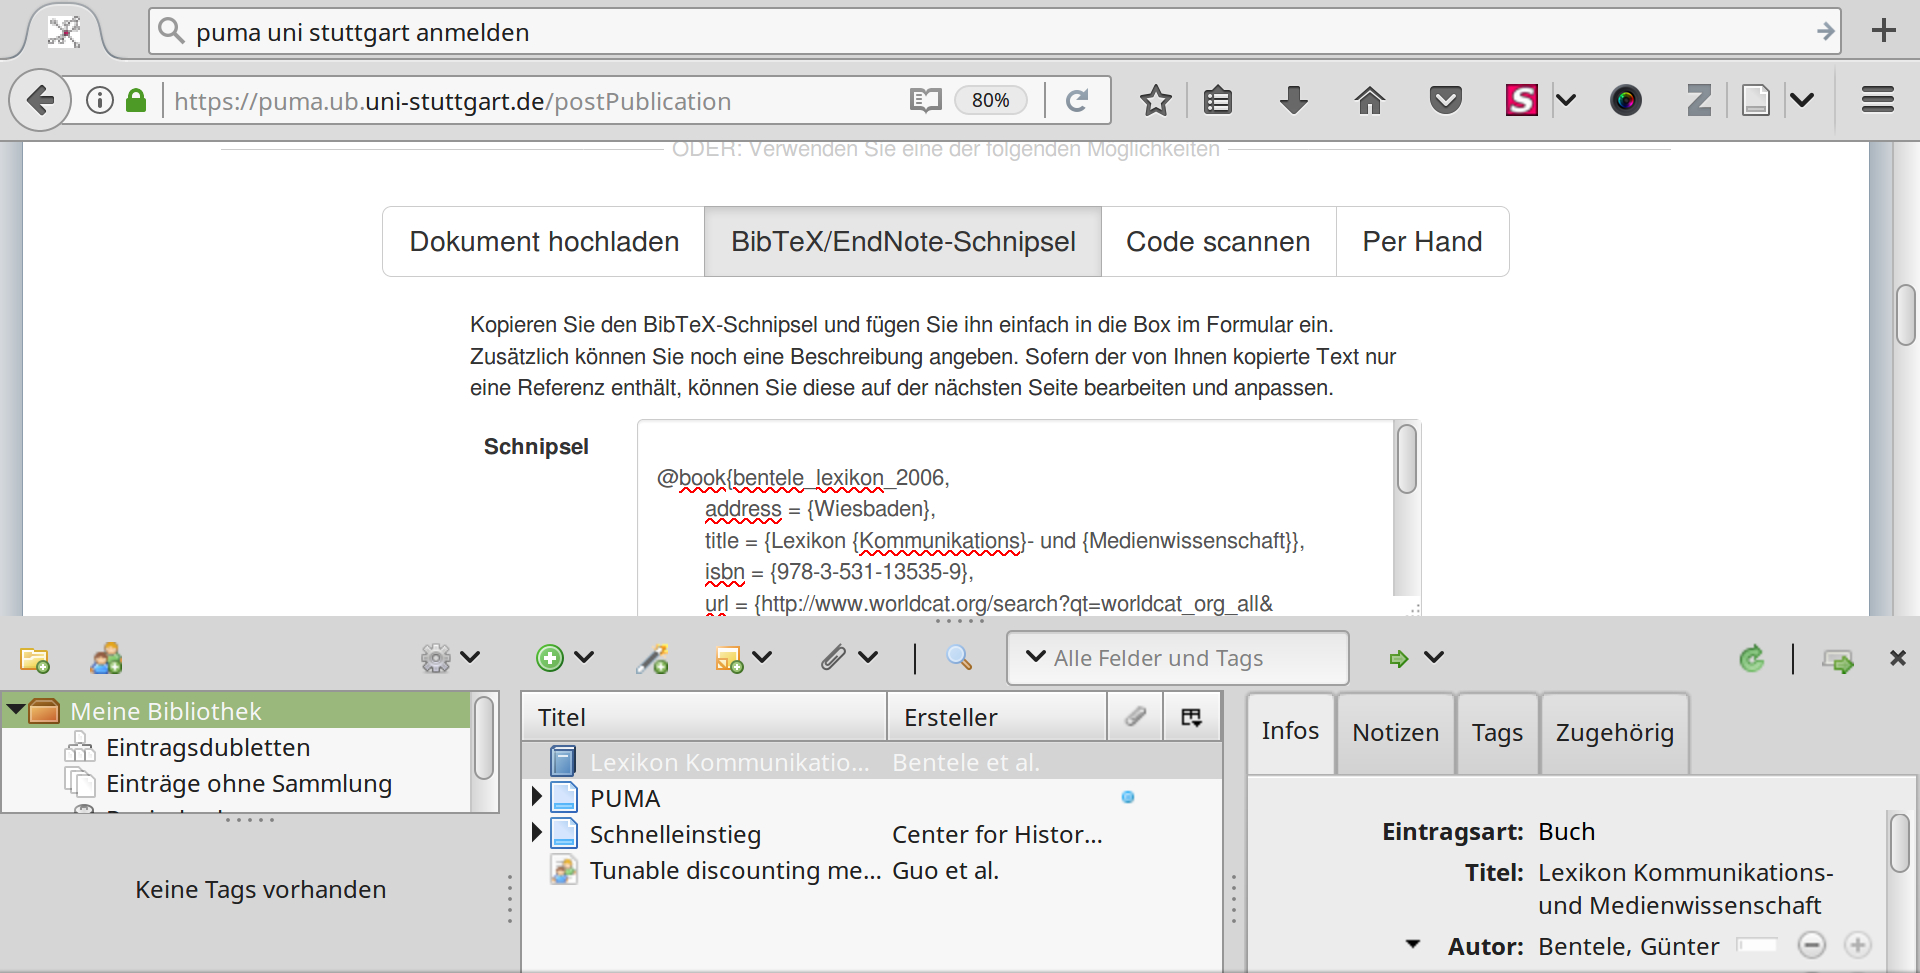 puma uni stuttgart anmelden
https://puma.ub.uni-stuttgart.de/postPublication
80%
S
Z
ODER: Verwenden Sie eine der folgenden Möglichkeiten
Dokument hochladen
BibTeX/EndNote-Schnipsel
Code scannen
Per Hand
Kopieren Sie den BibTeX-Schnipsel und fügen Sie ihn einfach in die Box im Formular ein.
Zusätzlich können Sie noch eine Beschreibung angeben. Sofern der von Ihnen kopierte Text nur
eine Referenz enthält, können Sie diese auf der nächsten Seite bearbeiten und anpassen.
Schnipsel
@book{bentele_lexikon_2006,
address = {Wiesbaden},
title = {Lexikon {Kommunikations}- und {Medienwissenschaft}},
isbn = {978-3-531-13535-9},
url = {http://www.worldcat.org/search?qt=worldcat_org_all&
Alle Felder und Tags
Meine Bibliothek
Eintragsdubletten
Einträge ohne Sammlung
Keine Tags vorhanden
Titel
Ersteller
Lexikon Kommunikatio... Bentele et al.
PUMA
Schnelleinstieg Center for Histor...
Tunable discounting me... Guo et al.
Infos
Notizen
Tags
Zugehörig
Eintragsart: Buch
Titel: Lexikon Kommunikations-
und Medienwissenschaft
Autor: Bentele, Günter